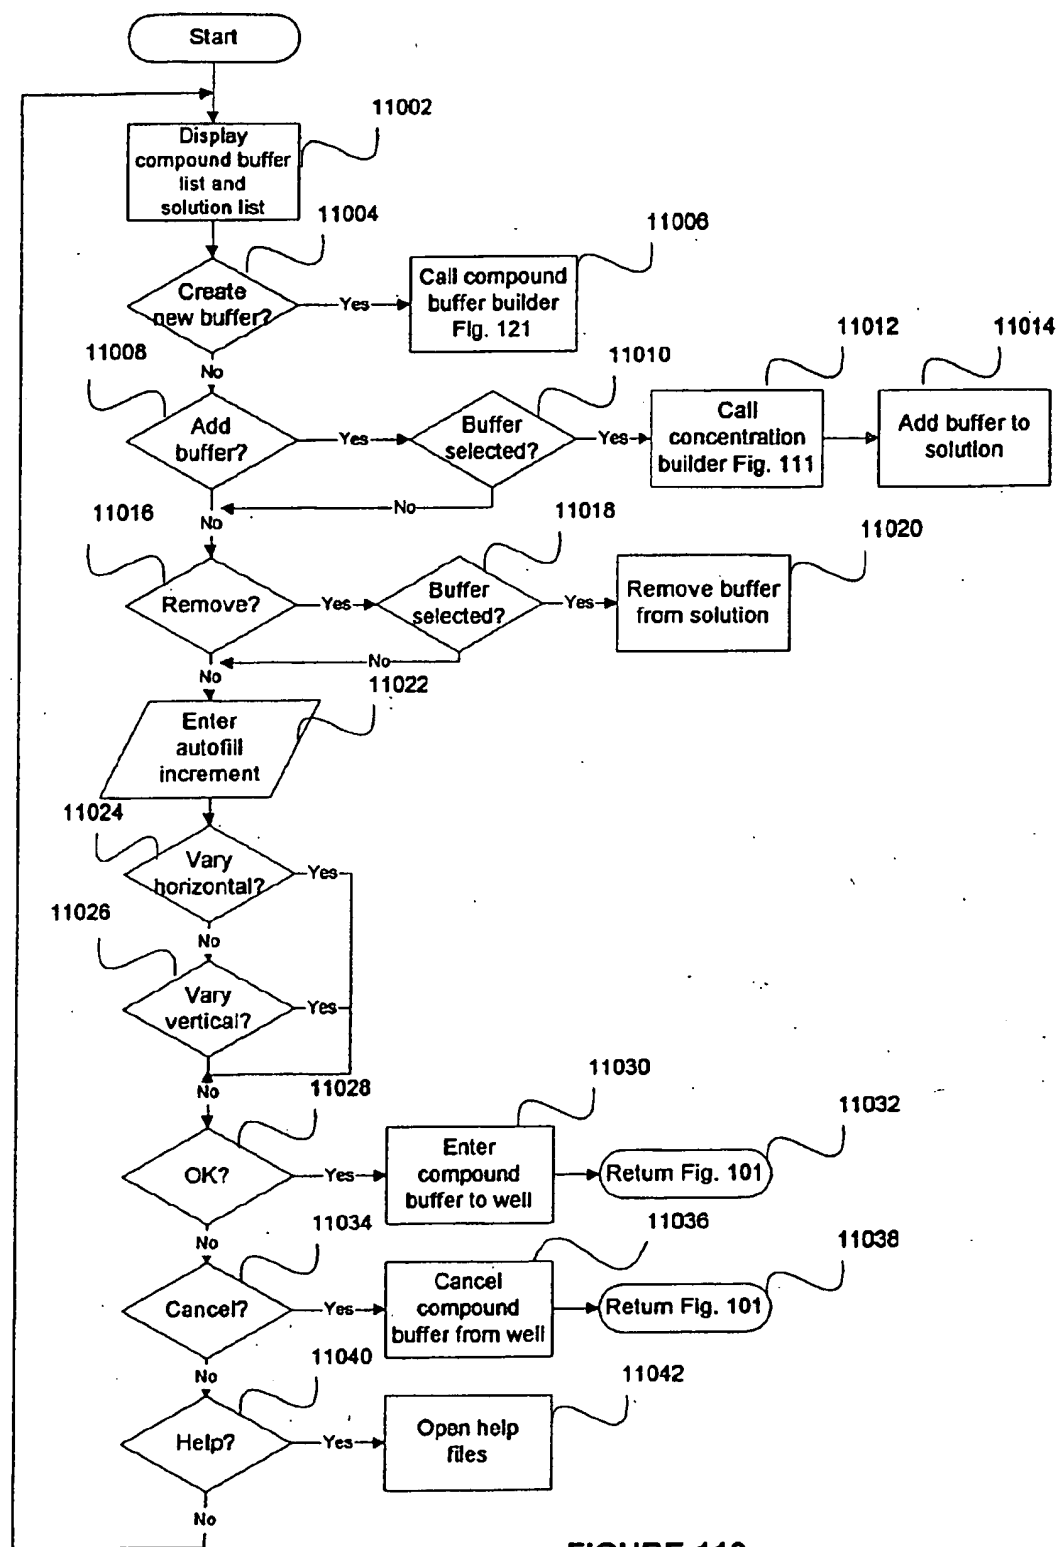 Start
11002
Display
compound buffer
list and
solution list
11004
11006
Create
new buffer?
Yes
Call compound
buffer builder
Fig. 121
No
11008
11010
11012
11014
Add
buffer?
Yes
Buffer
selected?
Yes
Call
concentration
builder Fig. 111
Add buffer to
solution
No
No
11016
11018
11020
Remove?
Yes
Buffer
selected?
Yes
Remove buffer
from solution
No
No
11022
Enter
autofill
increment
11024
Vary
horizontal?
Yes
11026
No
Vary
vertical?
Yes
No
11028
11030
11032
OK?
Yes
Enter
compound
buffer to well
Return Fig. 101
No
11034
11036
11038
Cancel?
Yes
Cancel
compound
buffer from well
Return Fig. 101
No
11040
11042
Help?
Yes
Open help
files
No
FIGURE 110